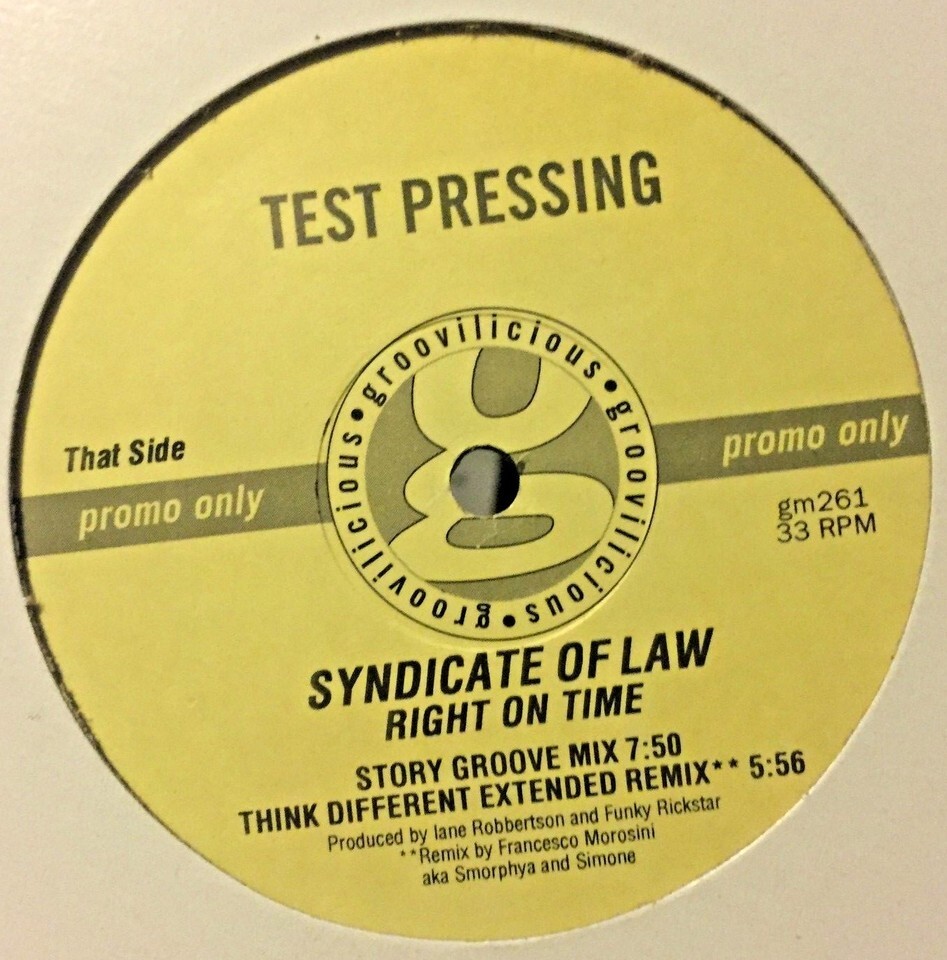 TEST PRESSING
groovilicious • groovilicious • groovilicious •
g
That Side
promo only
promo only
gm261
33 RPM
SYNDICATE OF LAW
RIGHT ON TIME
STORY GROOVE MIX 7:50
THINK DIFFERENT EXTENDED REMIX** 5:56
Produced by Iane Robbertson and Funky Rickstar
**Remix by Francesco Morosini
aka Smorphya and Simone